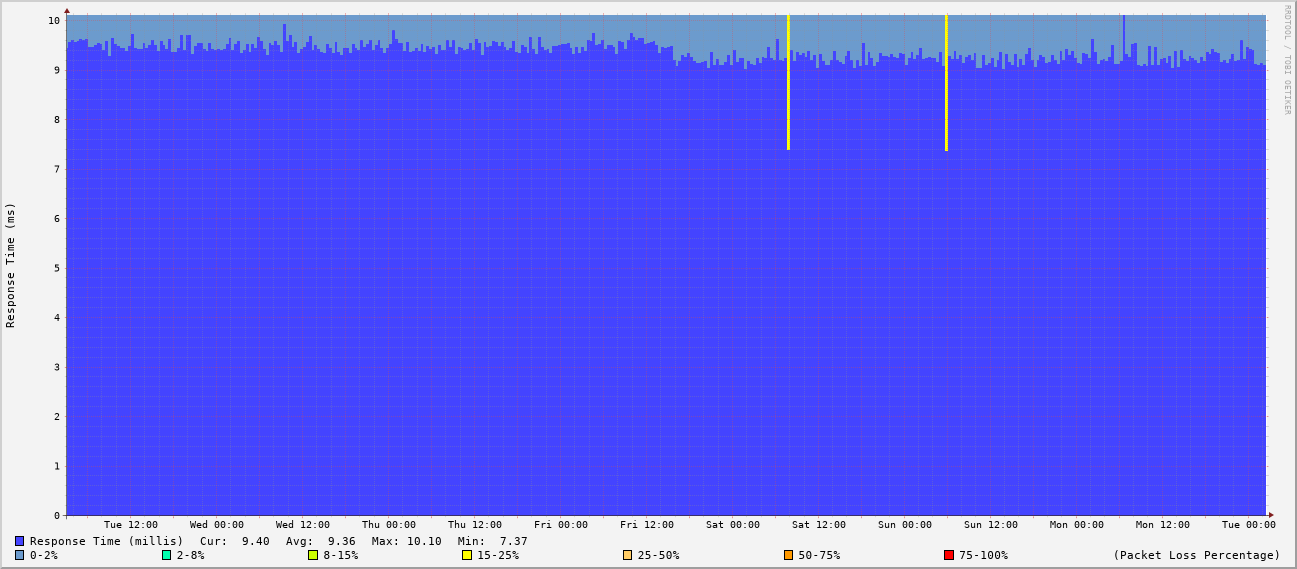 RRDTOOL / TOBI OETIKER
Response Time (ms)
10
9
8
7
6
5
4
3
2
1
0
Tue 12:00 Wed 00:00 Wed 12:00 Thu 00:00 Thu 12:00 Fri 00:00 Fri 12:00 Sat 00:00 Sat 12:00 Sun 00:00 Sun 12:00 Mon 00:00 Mon 12:00 Tue 00:00
Response Time (millis) Cur: 9.40 Avg: 9.36 Max: 10.10 Min: 7.37
0-2% 2-8% 8-15% 15-25% 25-50% 50-75% 75-100% (Packet Loss Percentage)